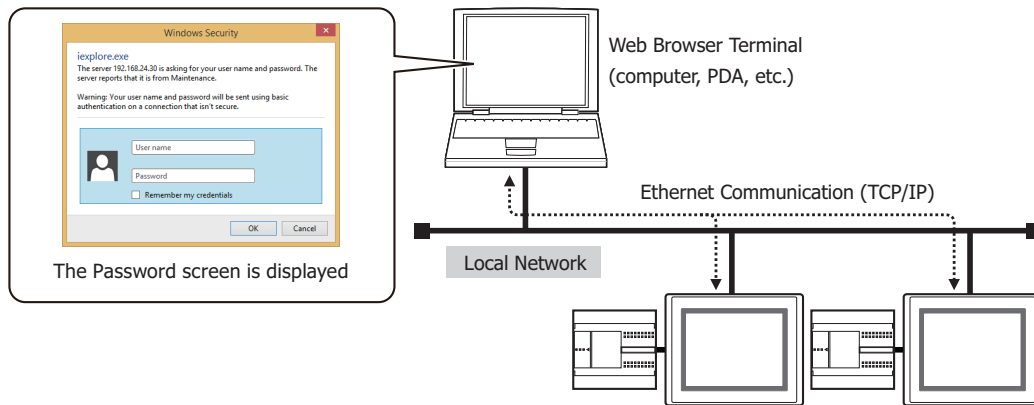 Windows Security
iexplore.exe
The server 192.168.24.30 is asking for your user name and password. The
server reports that it is from Maintenance.
Warning: Your user name and password will be sent using basic
authentication on a connection that isn't secure.
User name
Password
Remember my credentials
OK
Cancel
The Password screen is displayed
Web Browser Terminal
(computer, PDA, etc.)
Ethernet Communication (TCP/IP)
Local Network